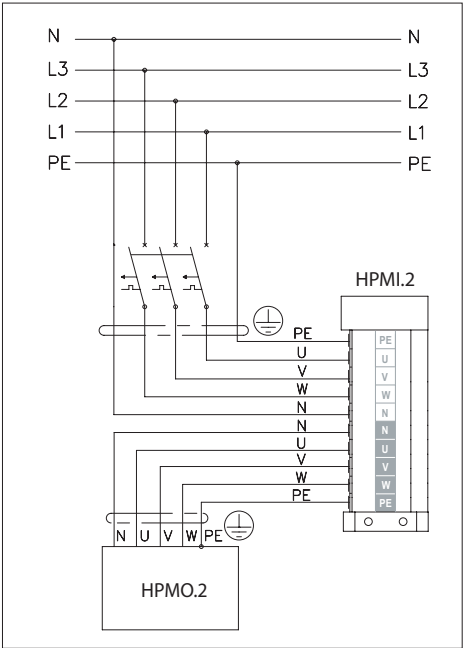 N N
L3 L3
L2 L2
L1 L1
PE PE
HPMI.2
PE PE
U U
V V
W W
N N
N N
U U
V V
W W
PE PE
N U V W PE
HPMO.2